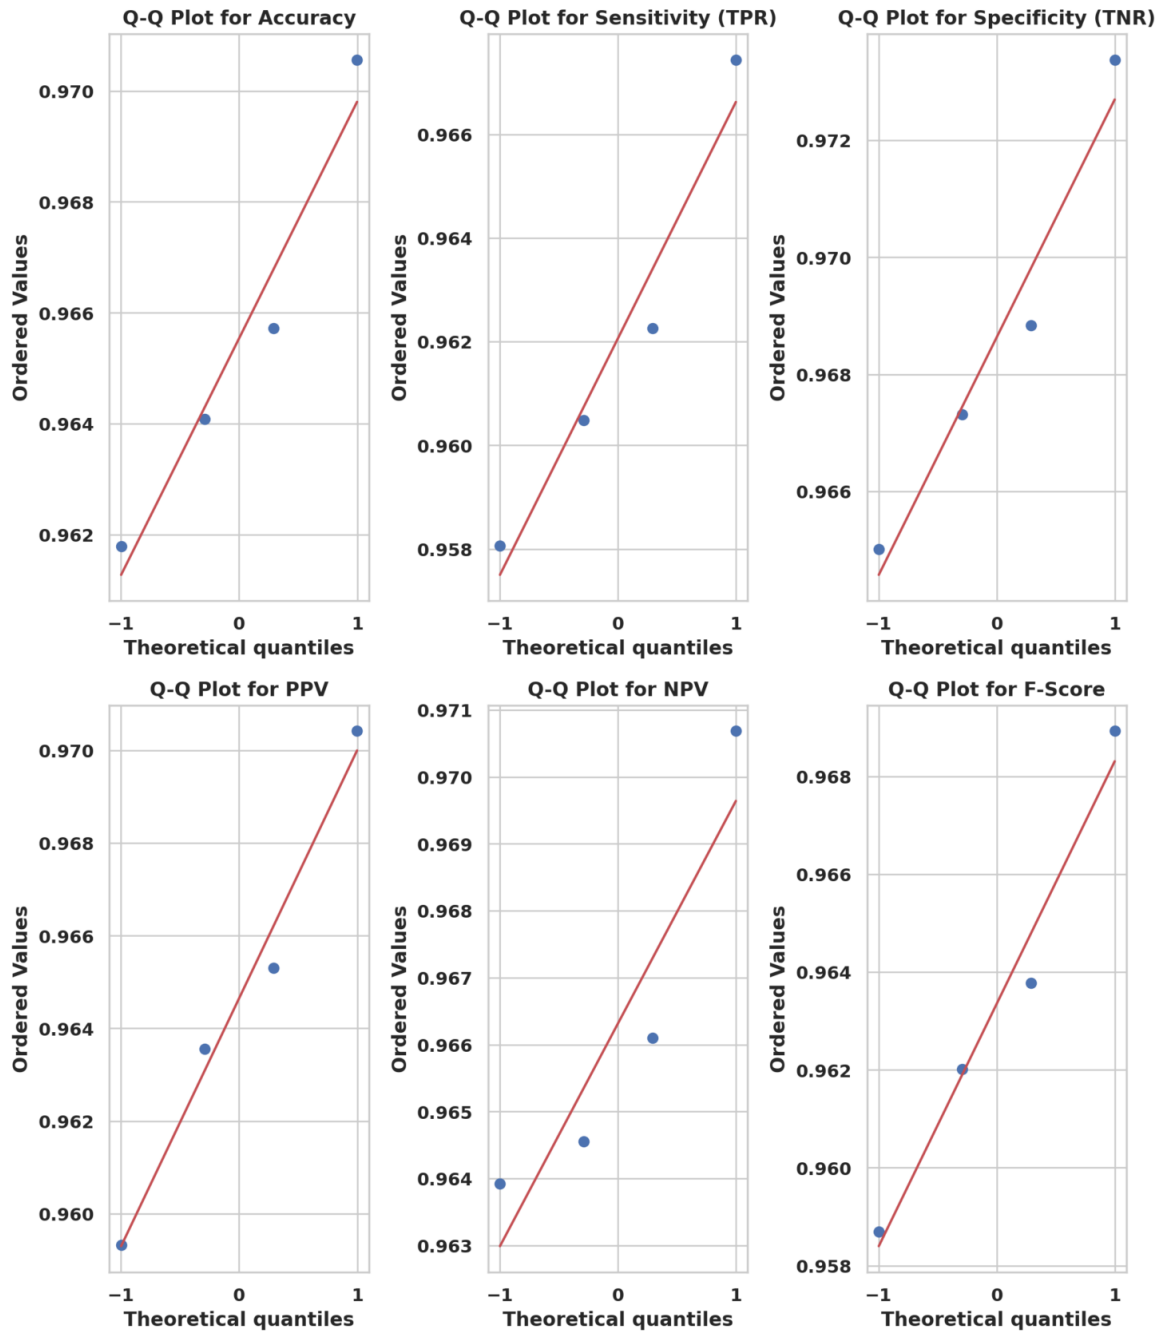 Q-Q Plot for Accuracy
Ordered Values
0.970
0.968
0.966
0.964
0.962
−1 0 1
Theoretical quantiles
Q-Q Plot for Sensitivity (TPR)
Ordered Values
0.966
0.964
0.962
0.960
0.958
−1 0 1
Theoretical quantiles
Q-Q Plot for Specificity (TNR)
Ordered Values
0.972
0.970
0.968
0.966
−1 0 1
Theoretical quantiles
Q-Q Plot for PPV
Ordered Values
0.970
0.968
0.966
0.964
0.962
0.960
−1 0 1
Theoretical quantiles
Q-Q Plot for NPV
Ordered Values
0.971
0.970
0.969
0.968
0.967
0.966
0.965
0.964
0.963
−1 0 1
Theoretical quantiles
Q-Q Plot for F-Score
Ordered Values
0.968
0.966
0.964
0.962
0.960
0.958
−1 0 1
Theoretical quantiles